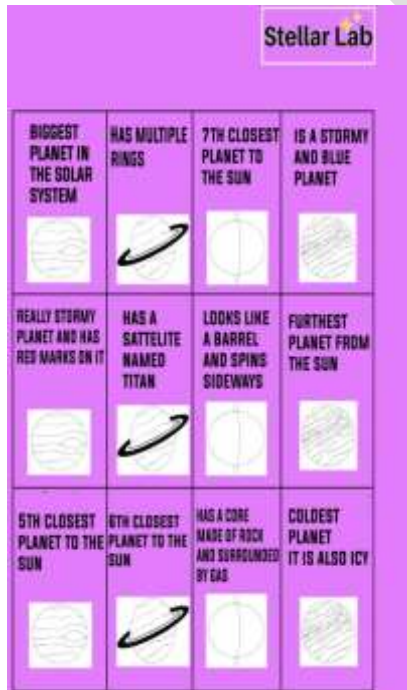 Stellar Lab
BIGGEST
PLANET IN
THE SOLAR
SYSTEM
HAS MULTIPLE
RINGS
7TH CLOSEST
PLANET TO
THE SUN
IS A STORMY
AND BLUE
PLANET
REALLY STORMY
PLANET AND HAS
RED MARKS ON IT
HAS A
SATTELITE
NAMED
TITAN
LOOKS LIKE
A BARREL
AND SPINS
SIDEWAYS
FURTHEST
PLANET FROM
THE SUN
5TH CLOSEST
PLANET TO THE
SUN
6TH CLOSEST
PLANET TO THE
SUN
HAS A CORE
MADE OF ROCK
AND SURROUNDED
BY GAS
COLDEST
PLANET
IT IS ALSO ICY